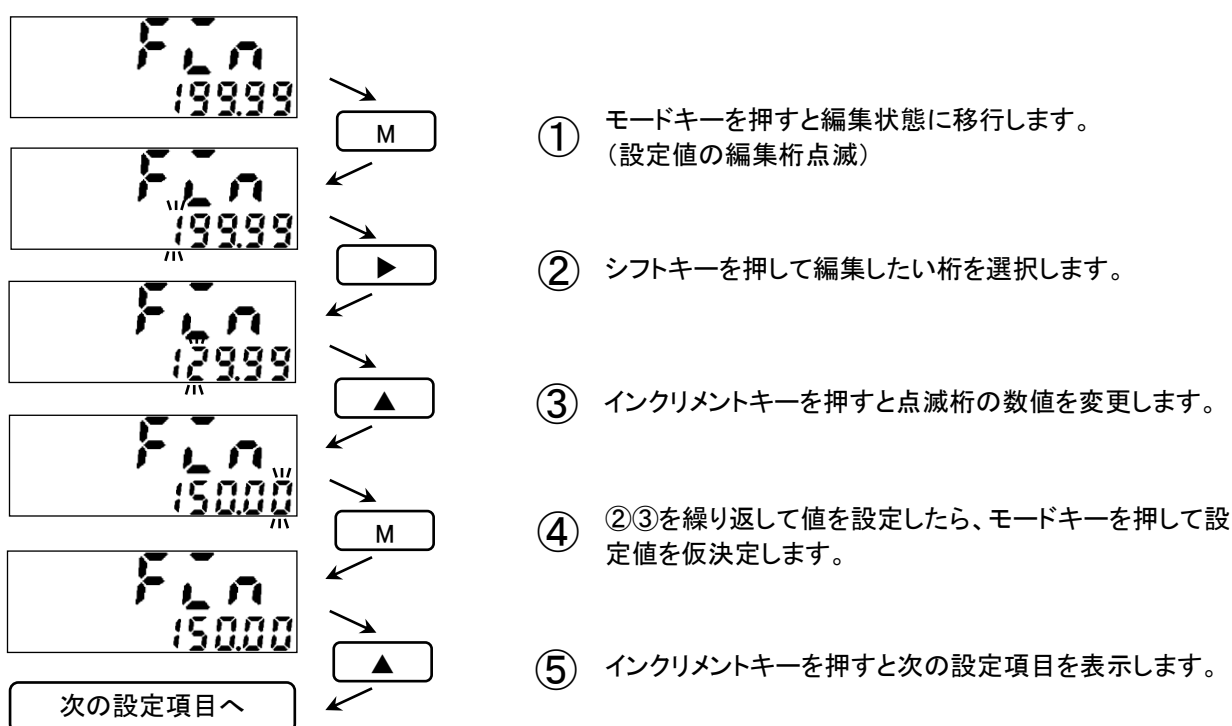 Fin
199.99
M
① モードキーを押すと編集状態に移行します。
(設定値の編集桁点滅)
Fin
199.99
▶
② シフトキーを押して編集したい桁を選択します。
Fin
129.99
▲
③ インクリメントキーを押すと点滅桁の数値を変更します。
Fin
150.00
M
④ ②③を繰り返して値を設定したら、モードキーを押して設
定値を仮決定します。
Fin
150.00
▲
⑤ インクリメントキーを押すと次の設定項目を表示します。
次の設定項目へ